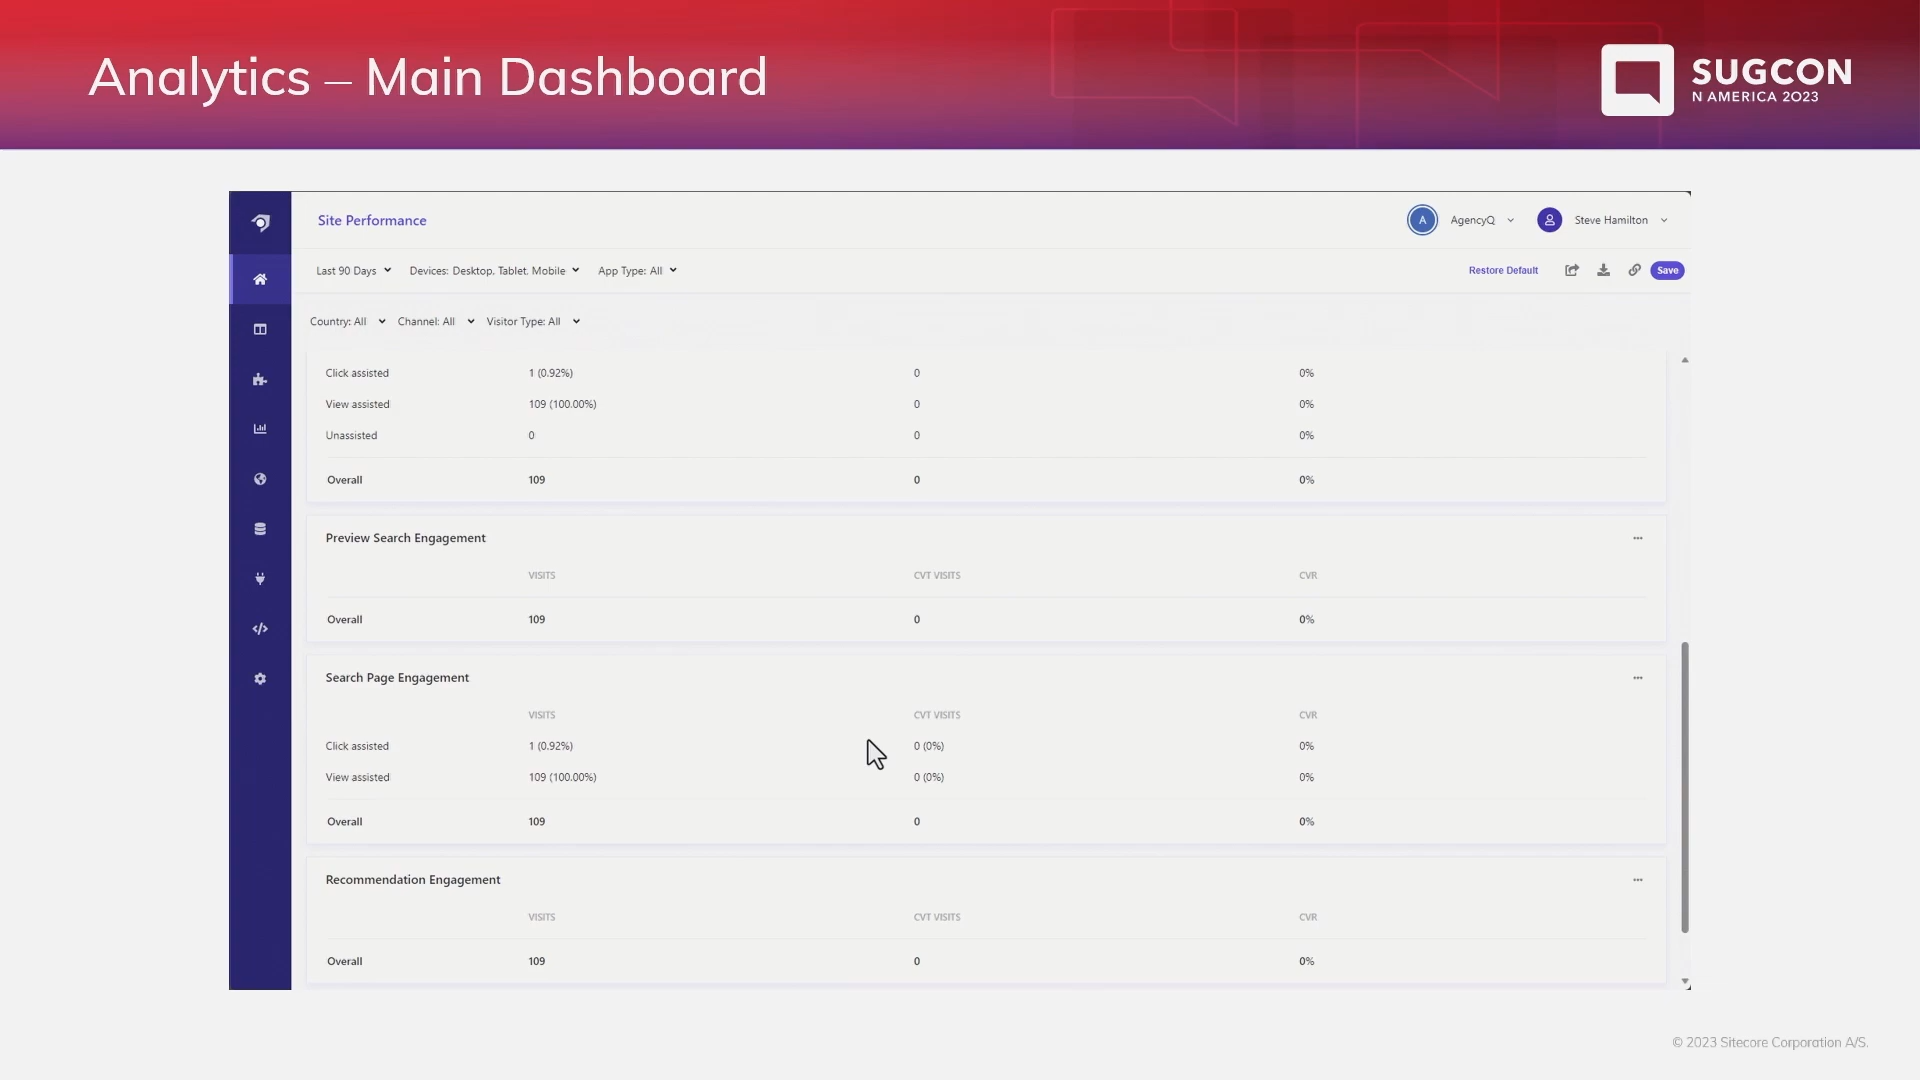 Analytics – Main Dashboard
SUGCON
N AMERICA 2023
Site Performance
A AgencyQ Steve Hamilton
Last 90 Days Devices: Desktop, Tablet, Mobile App Type: All Restore Default Save
Country: All Channel: All Visitor Type: All
Click assisted 1 (0.92%) 0 0%
View assisted 109 (100.00%) 0 0%
Unassisted 0 0 0%
Overall 109 0 0%
Preview Search Engagement
VISITS CVT VISITS CVR
Overall 109 0 0%
Search Page Engagement
VISITS CVT VISITS CVR
Click assisted 1 (0.92%) 0 (0%) 0%
View assisted 109 (100.00%) 0 (0%) 0%
Overall 109 0 0%
Recommendation Engagement
VISITS CVT VISITS CVR
Overall 109 0 0%
© 2023 Sitecore Corporation A/S.